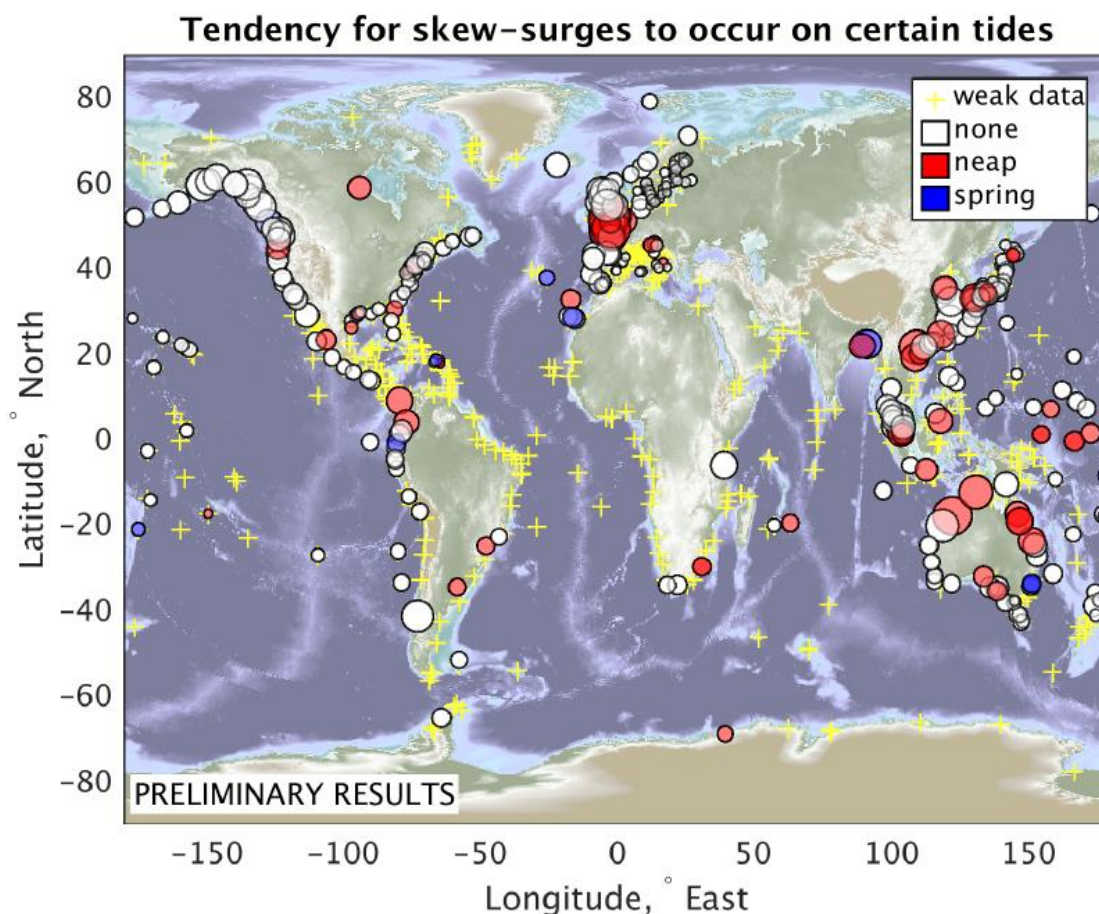 Tendency for skew-surges to occur on certain tides
weak data
none
neap
spring
80
60
40
20
0
-20
-40
-60
-80
Latitude, ° North
PRELIMINARY RESULTS
-150
-100
-50
0
50
100
150
Longitude, ° East